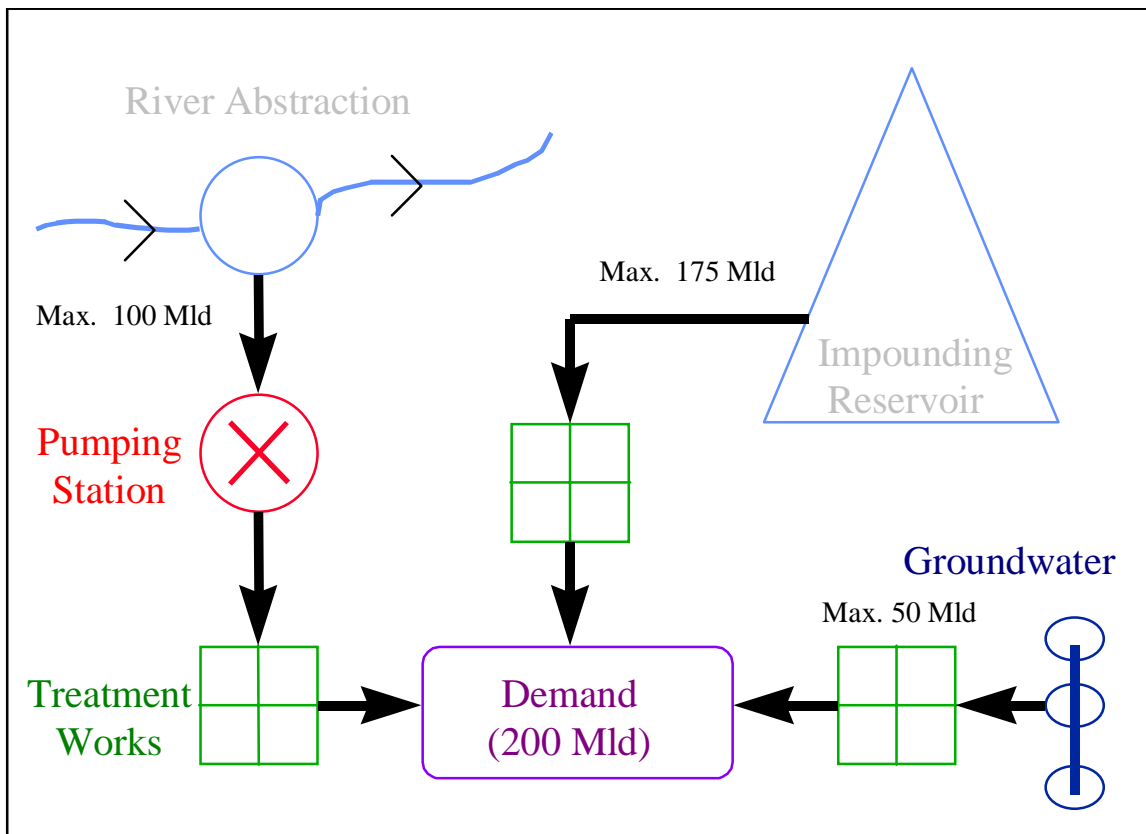 River Abstraction
Max.  175 Mld
Max.  100 Mld
Impounding
Reservoir
Pumping
Station
Groundwater
Max. 50 Mld
Treatment
Works
Demand
(200 Mld)